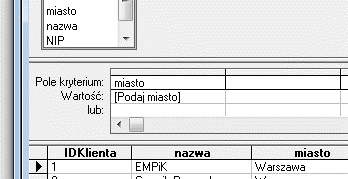 miasto
nazwa
NIP
Pole kryterium: miasto
Wartość: [Podaj miasto]
lub:
IDKlienta nazwa miasto
1 EMPiK Warszawa